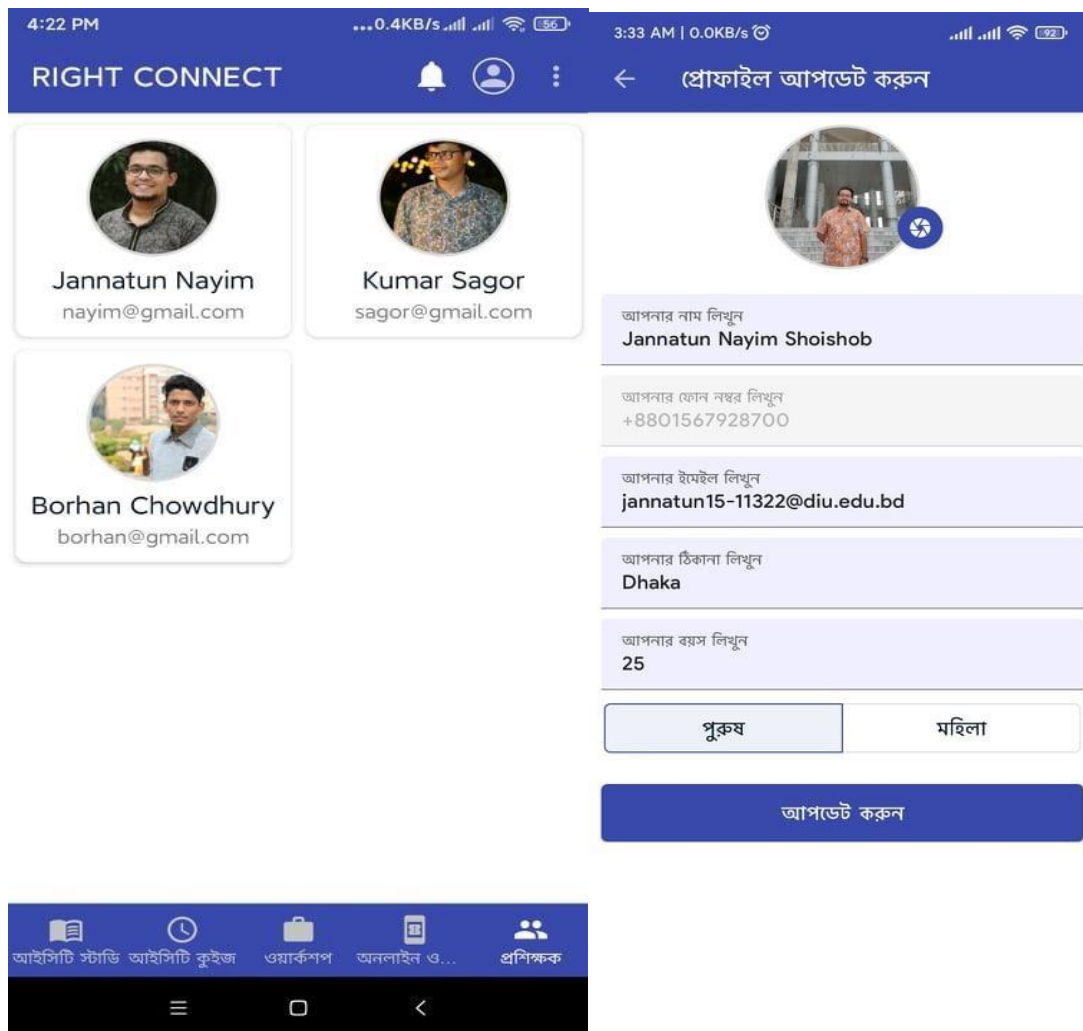 4:22 PM
...0.4KB/s
56
RIGHT CONNECT
Jannatun Nayim
nayim@gmail.com
Kumar Sagor
sagor@gmail.com
Borhan Chowdhury
borhan@gmail.com
আইসিটি স্টাডি
আইসিটি কুইজ
ওয়ার্কশপ
অনলাইন ও...
প্রশিক্ষক
3:33 AM | 0.0KB/s
92
প্রোফাইল আপডেট করুন
আপনার নাম লিখুন
Jannatun Nayim Shoishob
আপনার ফোন নম্বর লিখুন
+8801567928700
আপনার ইমেইল লিখুন
jannatun15-11322@diu.edu.bd
আপনার ঠিকানা লিখুন
Dhaka
আপনার বয়স লিখুন
25
পুরুষ
মহিলা
আপডেট করুন